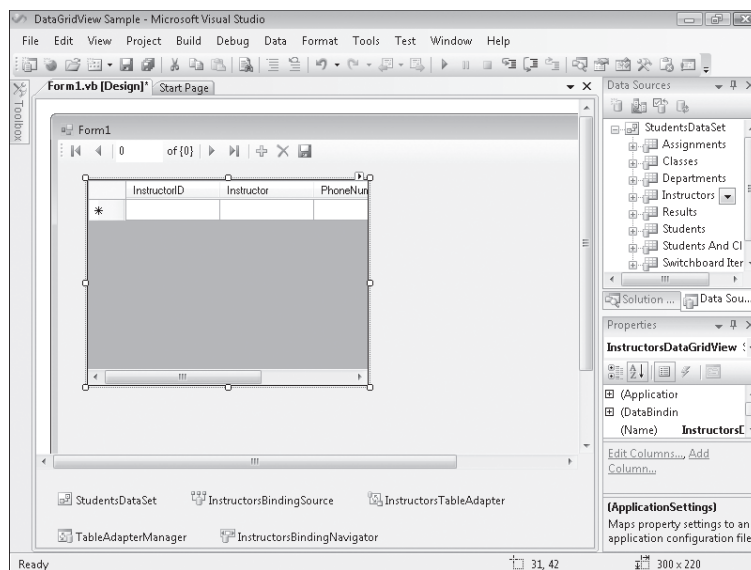 DataGridView Sample - Microsoft Visual Studio
File Edit View Project Build Debug Data Format Tools Test Window Help
Toolbox
Form1.vb [Design]* Start Page
Form1
0 of {0}
InstructorID Instructor PhoneNum
StudentsDataSet InstructorsBindingSource InstructorsTableAdapter
TableAdapterManager InstructorsBindingNavigator
Data Sources
StudentsDataSet
Assignments
Classes
Departments
Instructors
Results
Students
Students And Cl
Switchboard Iter
Solution ... Data Sou...
Properties
InstructorsDataGridView
(Application
(DataBindin
(Name) InstructorsD
Edit Columns..., Add
Column...
(ApplicationSettings)
Maps property settings to an
application configuration file
Ready 31, 42 300 x 220